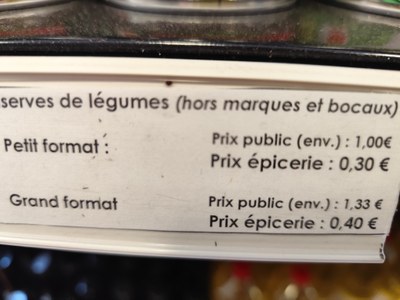 serves de légumes (hors marques et bocaux)
Petit format : Prix public (env.) : 1,00€
Prix épicerie : 0,30 €
Grand format Prix public (env.) : 1,33 €
Prix épicerie : 0,40 €